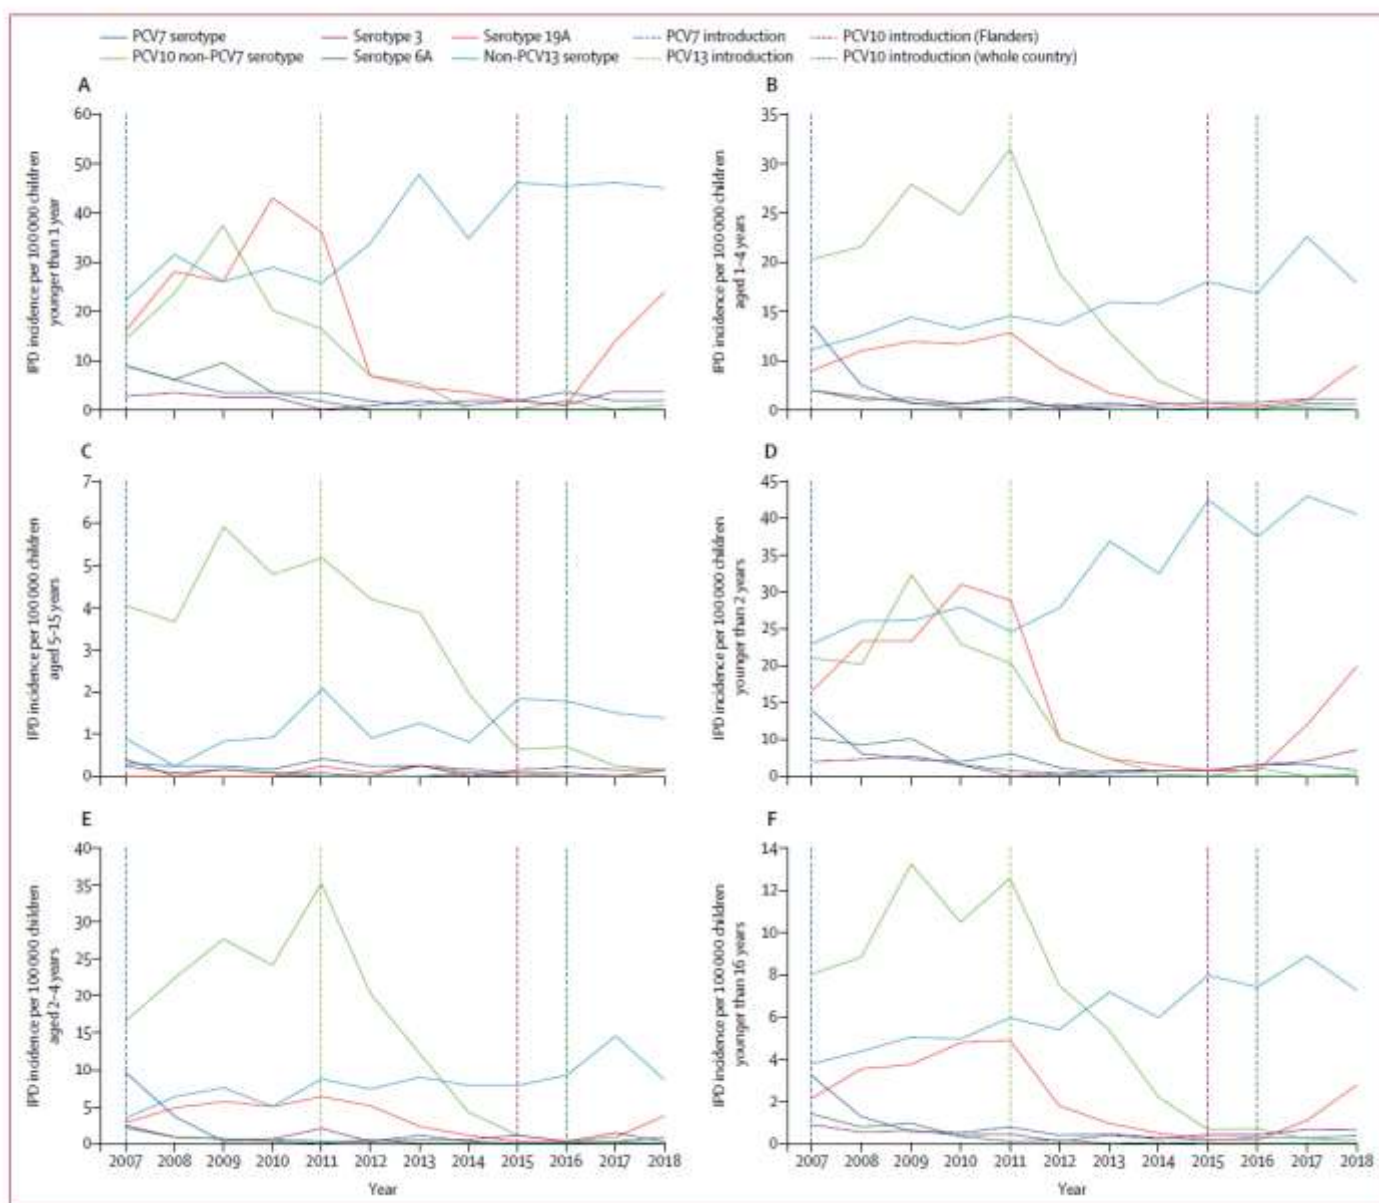 PCV7 serotype Serotype 3 Serotype 19A PCV7 introduction PCV10 introduction (Flanders)
PCV10 non-PCV7 serotype Serotype 6A Non-PCV13 serotype PCV13 introduction PCV10 introduction (whole country)
A
IPD incidence per 100 000 children
younger than 1 year
60
50
40
30
20
10
0
B
IPD incidence per 100 000 children
aged 1–4 years
35
30
25
20
15
10
0
C
IPD incidence per 100 000 children
aged 5–15 years
7
6
5
4
3
2
1
0
D
IPD incidence per 100 000 children
younger than 2 years
45
40
35
30
25
20
15
10
0
E
IPD incidence per 100 000 children
aged 2–4 years
40
35
30
25
20
15
10
5
0
2007 2008 2009 2010 2011 2012 2013 2014 2015 2016 2017 2018
Year
F
IPD incidence per 100 000 children
younger than 16 years
14
12
10
8
6
4
2
0
2007 2008 2009 2010 2011 2012 2013 2014 2015 2016 2017 2018
Year